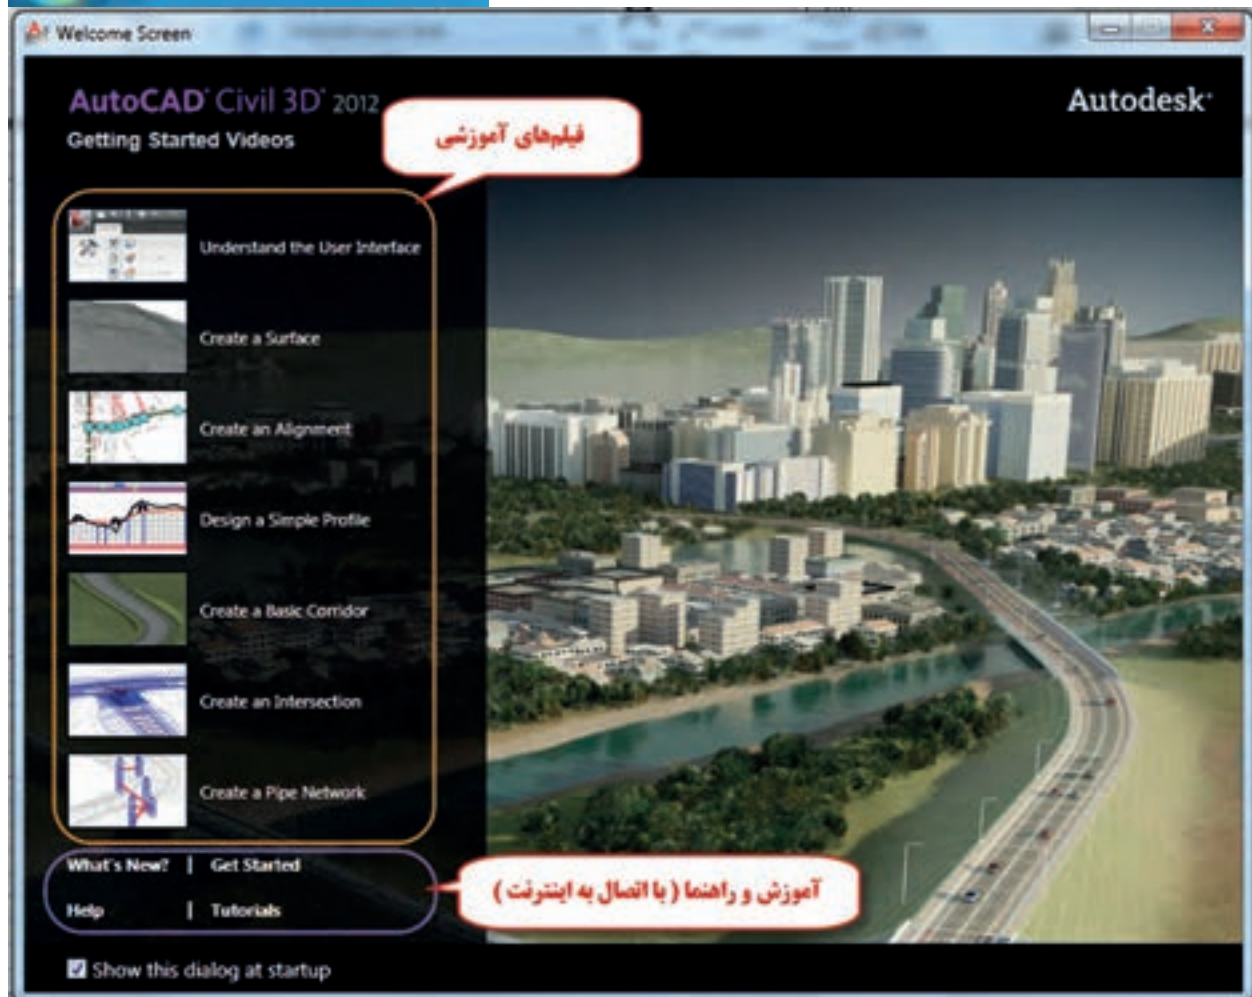 Welcome Screen
AutoCAD Civil 3D 2012
Autodesk
Getting Started Videos
فیلم‌های آموزشی
Understand the User Interface
Create a Surface
Create an Alignment
Design a Simple Profile
Create a Basic Corridor
Create an Intersection
Create a Pipe Network
What's New? | Get Started
Help | Tutorials
آموزش و راهنما ( با اتصال به اینترنت )
Show this dialog at startup